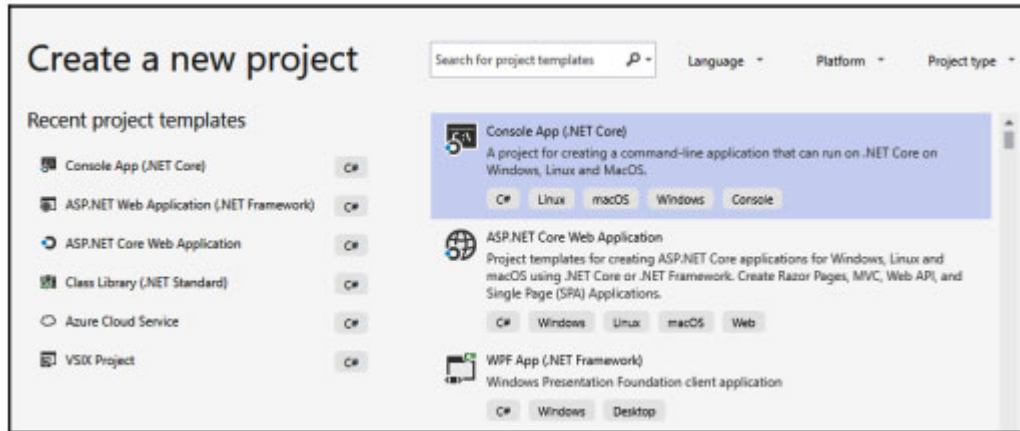 Create a new project
Search for project templates
Language
Platform
Project type
Recent project templates
Console App (.NET Core) C#
ASP.NET Web Application (.NET Framework) C#
ASP.NET Core Web Application C#
Class Library (.NET Standard) C#
Azure Cloud Service C#
VSIX Project C#
Console App (.NET Core)
A project for creating a command-line application that can run on .NET Core on
Windows, Linux and MacOS.
C# Linux macOS Windows Console
ASP.NET Core Web Application
Project templates for creating ASP.NET Core applications for Windows, Linux and
macOS using .NET Core or .NET Framework. Create Razor Pages, MVC, Web API, and
Single Page (SPA) Applications.
C# Windows Linux macOS Web
WPF App (.NET Framework)
Windows Presentation Foundation client application
C# Windows Desktop